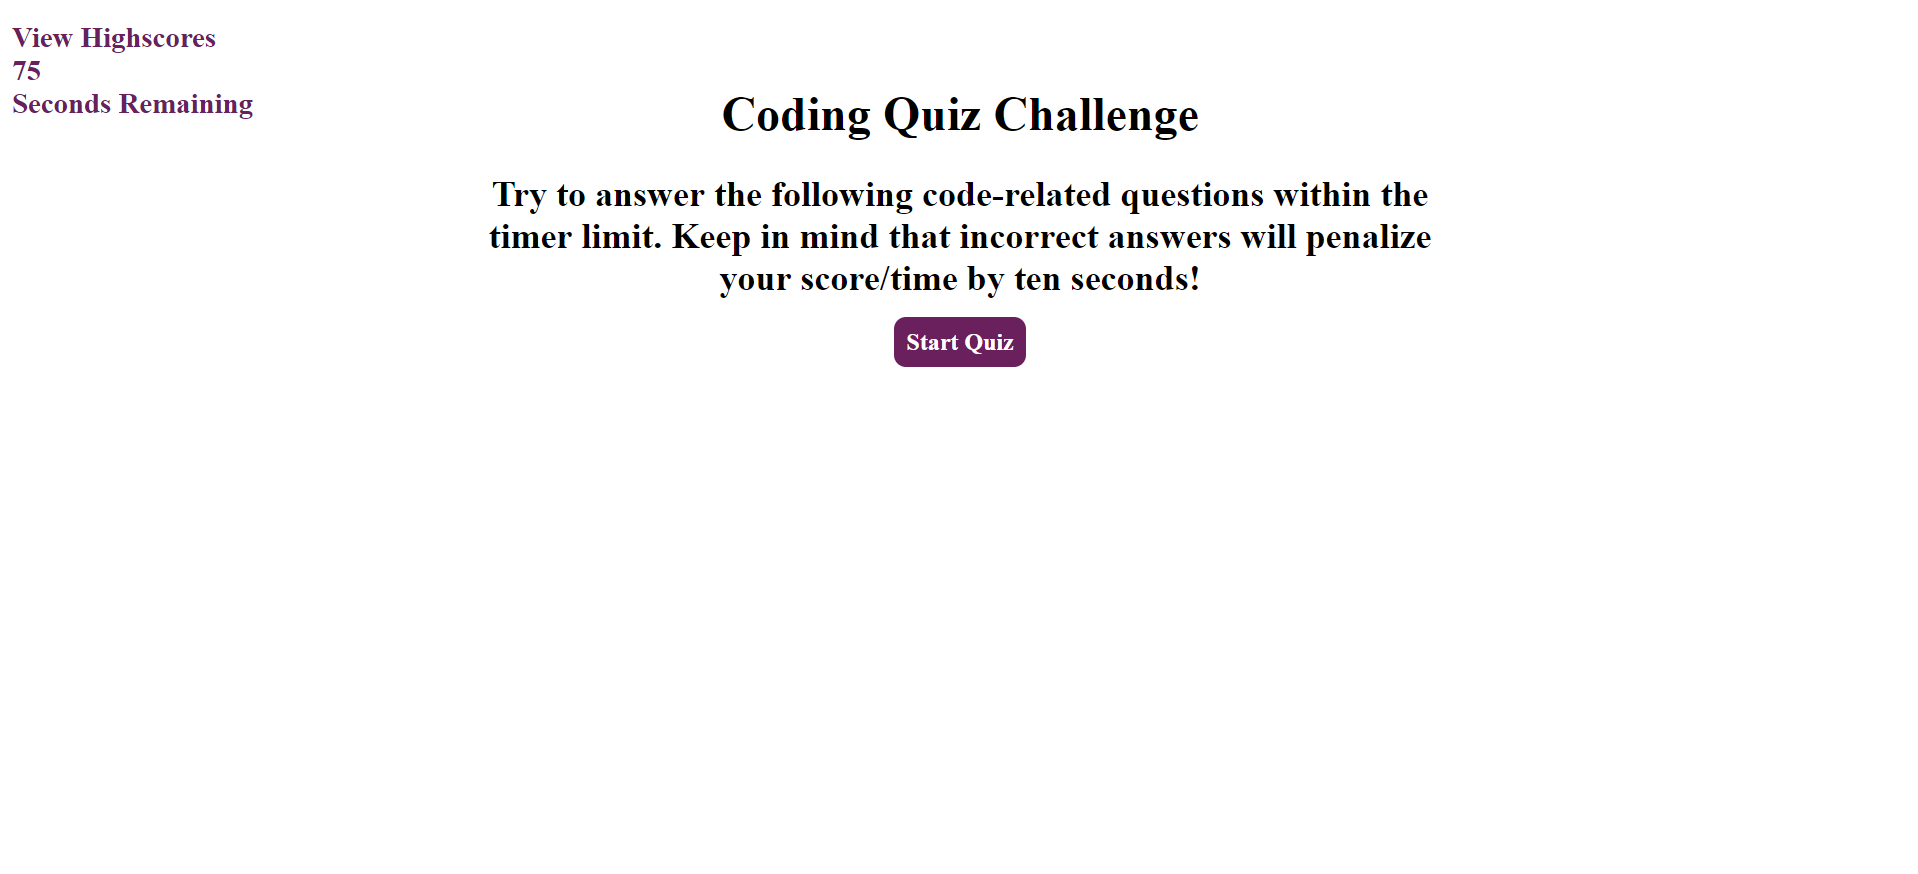 View Highscores
75
Seconds Remaining
Coding Quiz Challenge
Try to answer the following code-related questions within the
timer limit. Keep in mind that incorrect answers will penalize
your score/time by ten seconds!
Start Quiz